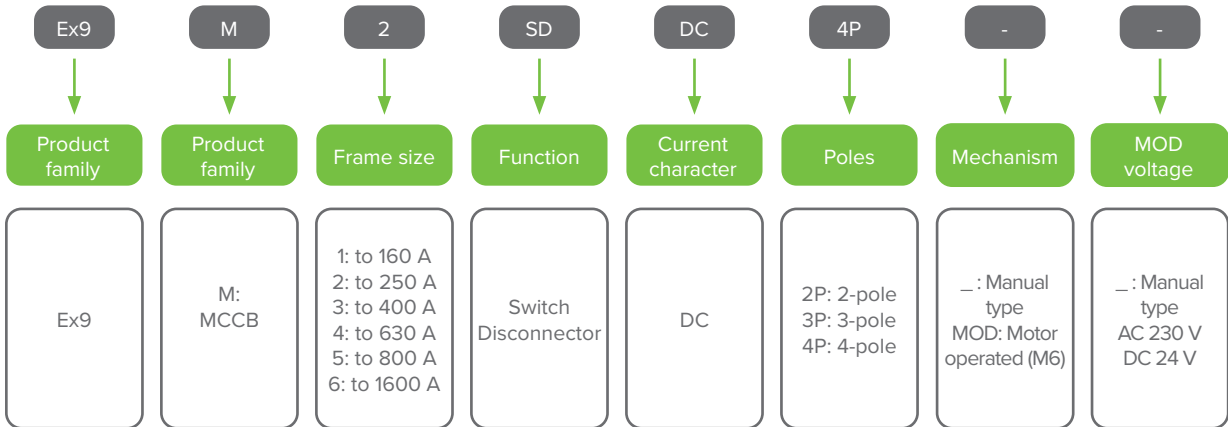 Ex9
M
2
SD
DC
4P
-
-
Product
family
Product
family
Frame size
Function
Current
character
Poles
Mechanism
MOD
voltage
Ex9
M:
MCCB
1: to 160 A
2: to 250 A
3: to 400 A
4: to 630 A
5: to 800 A
6: to 1600 A
Switch
Disconnector
DC
2P: 2-pole
3P: 3-pole
4P: 4-pole
_ : Manual
type
MOD: Motor
operated (M6)
_ : Manual
type
AC 230 V
DC 24 V